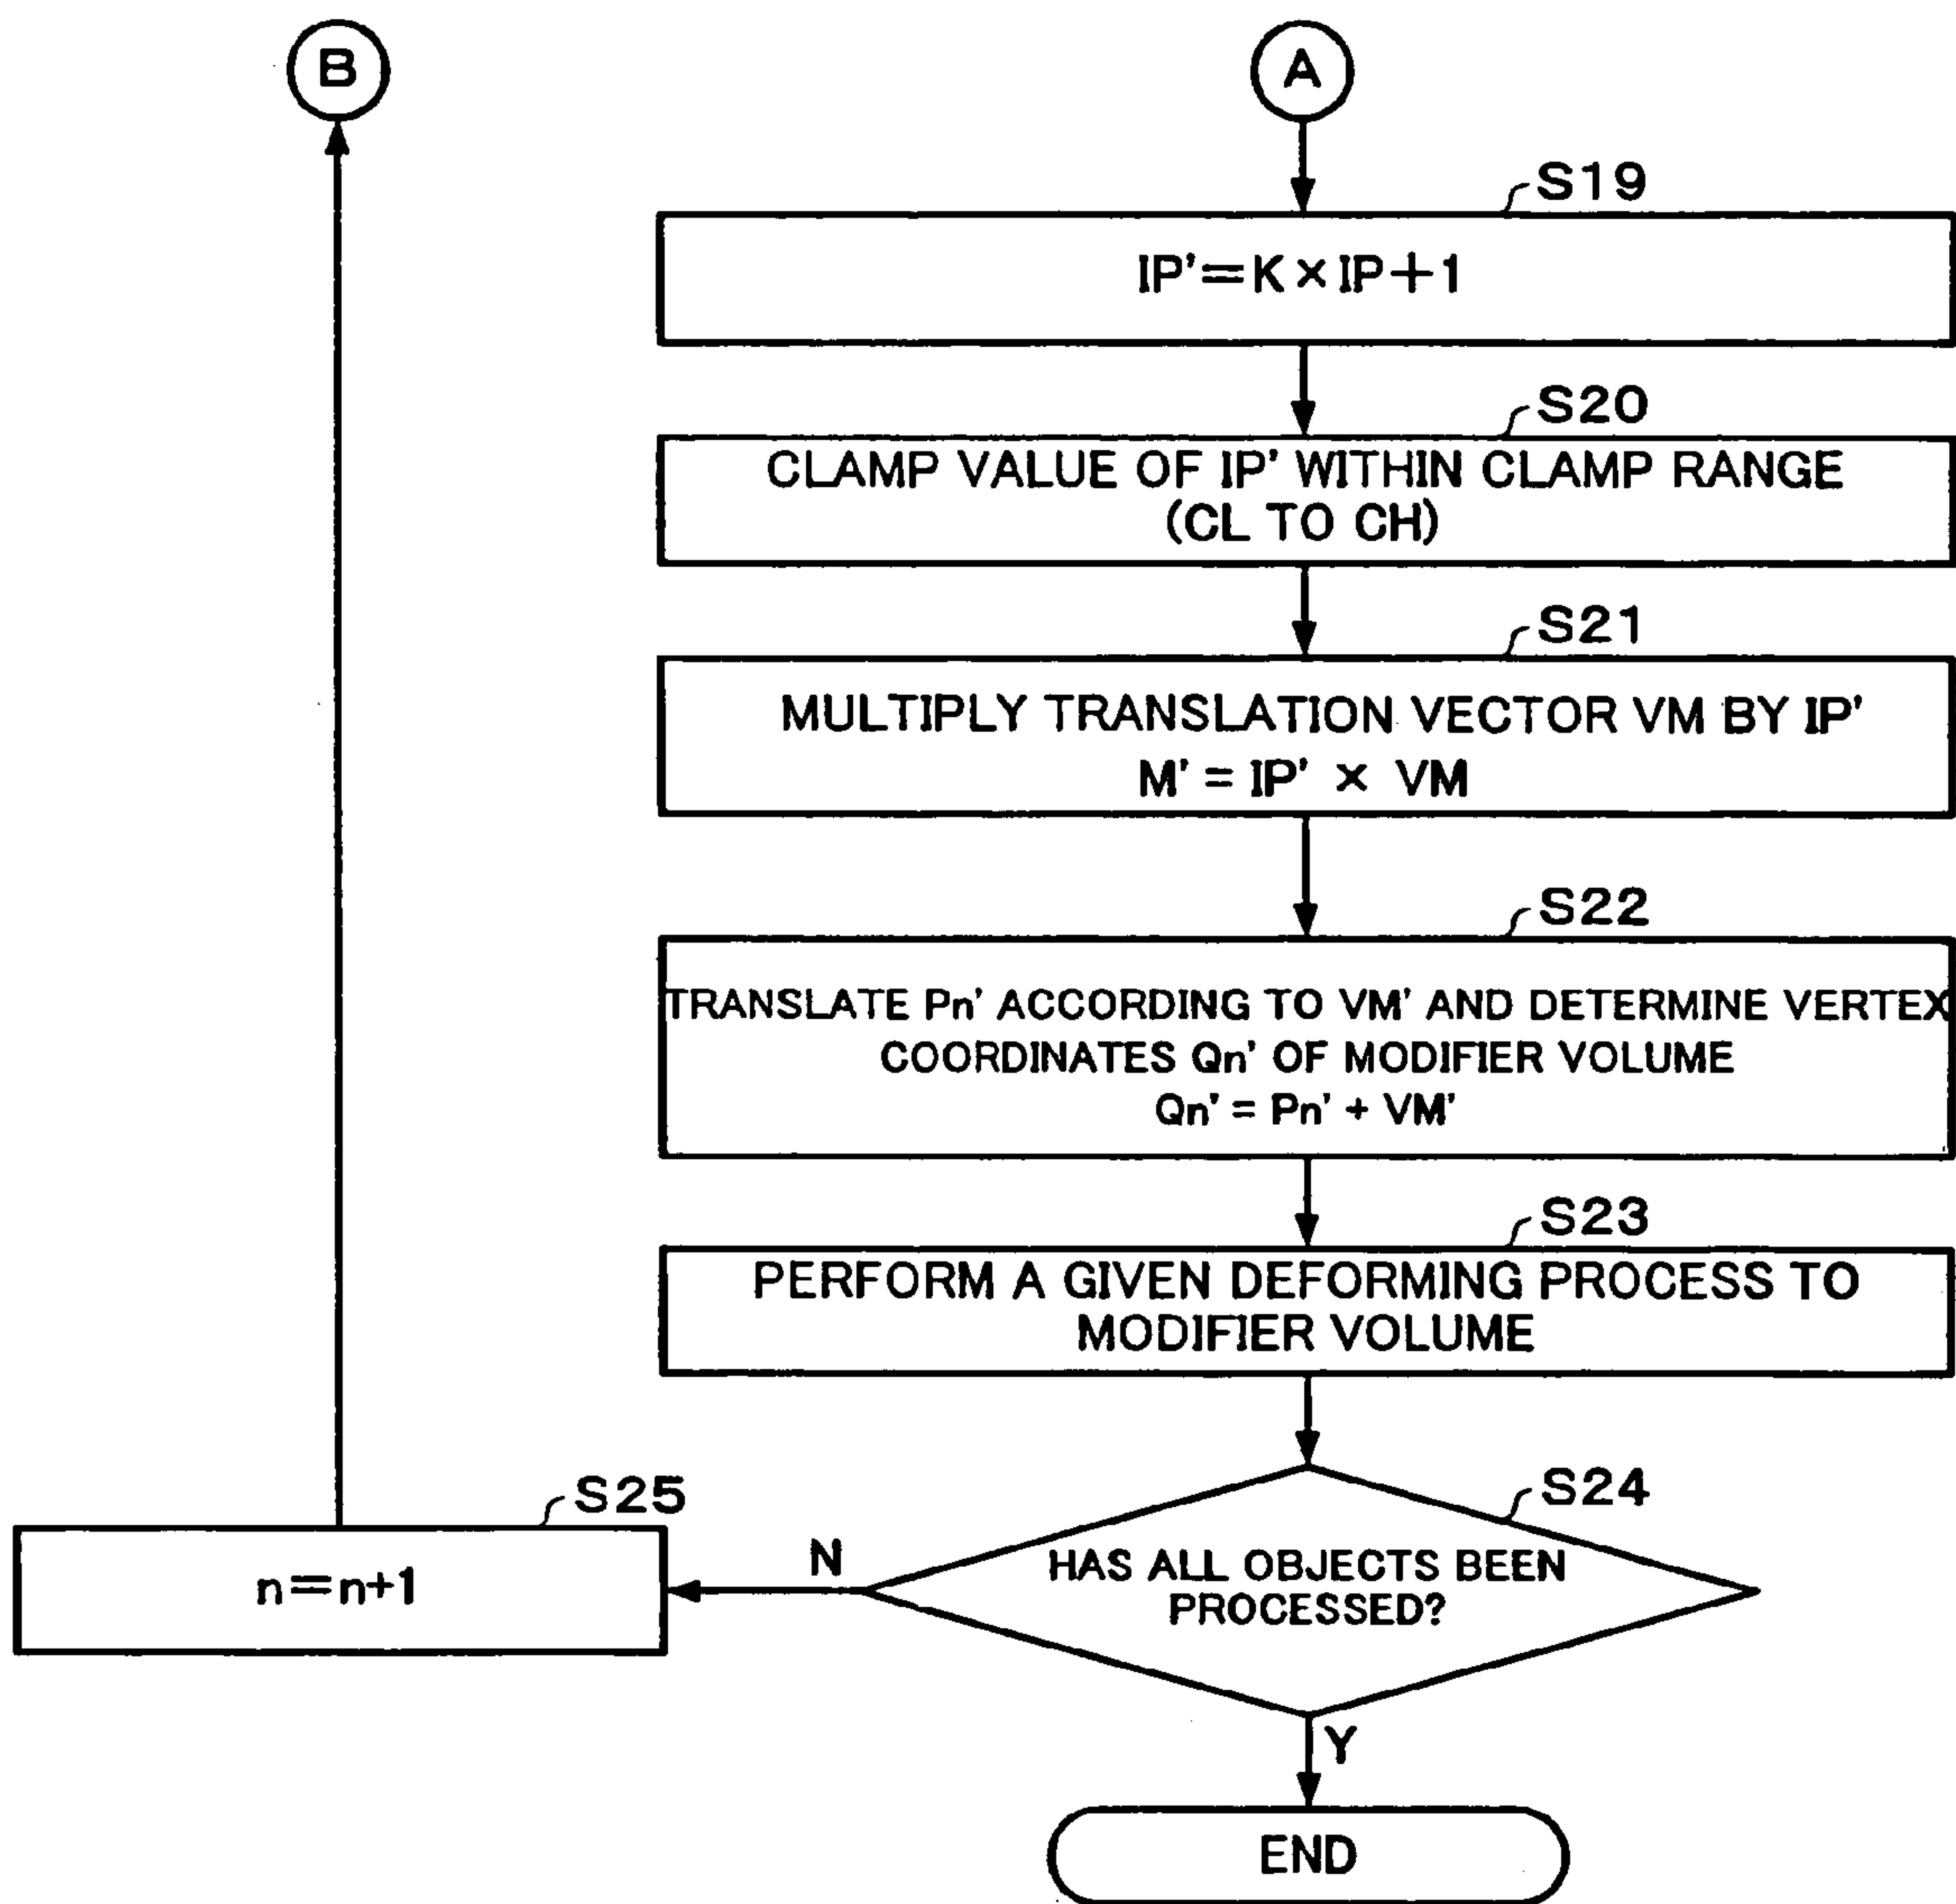 B
A
S19
IP'=K×IP+1
S20
CLAMP VALUE OF IP' WITHIN CLAMP RANGE
(CL TO CH)
S21
MULTIPLY TRANSLATION VECTOR VM BY IP'
M' = IP' × VM
S22
TRANSLATE Pn' ACCORDING TO VM' AND DETERMINE VERTEX
COORDINATES Qn' OF MODIFIER VOLUME
Qn' = Pn' + VM'
S23
PERFORM A GIVEN DEFORMING PROCESS TO
MODIFIER VOLUME
S24
HAS ALL OBJECTS BEEN
PROCESSED?
N
S25
n=n+1
Y
END